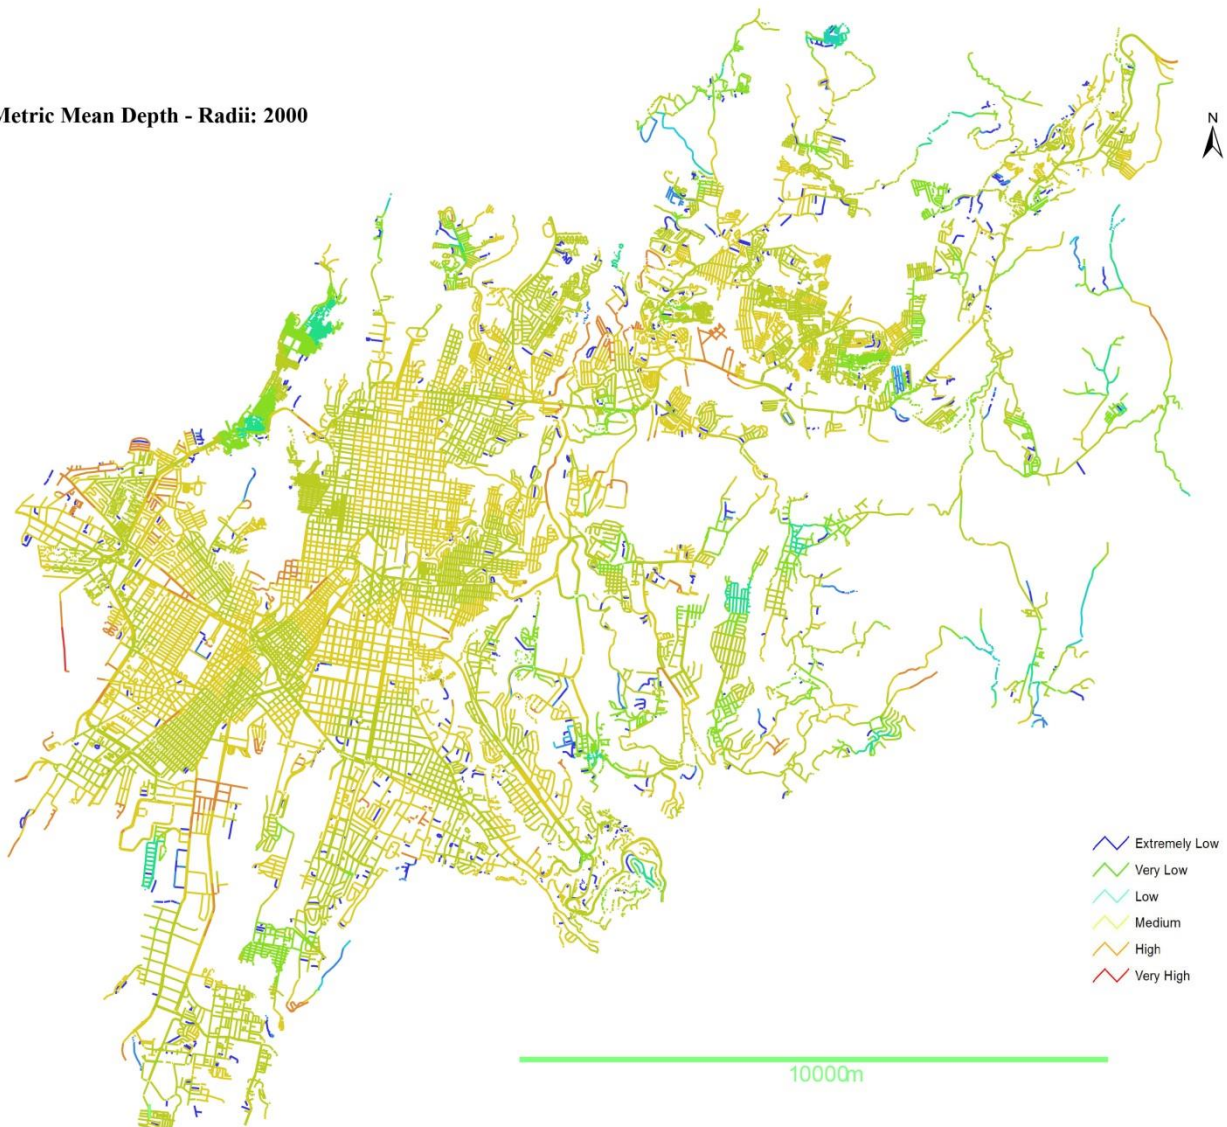 Metric Mean Depth - Radii: 2000
N
Extremely Low
Very Low
Low
Medium
High
Very High
10000m